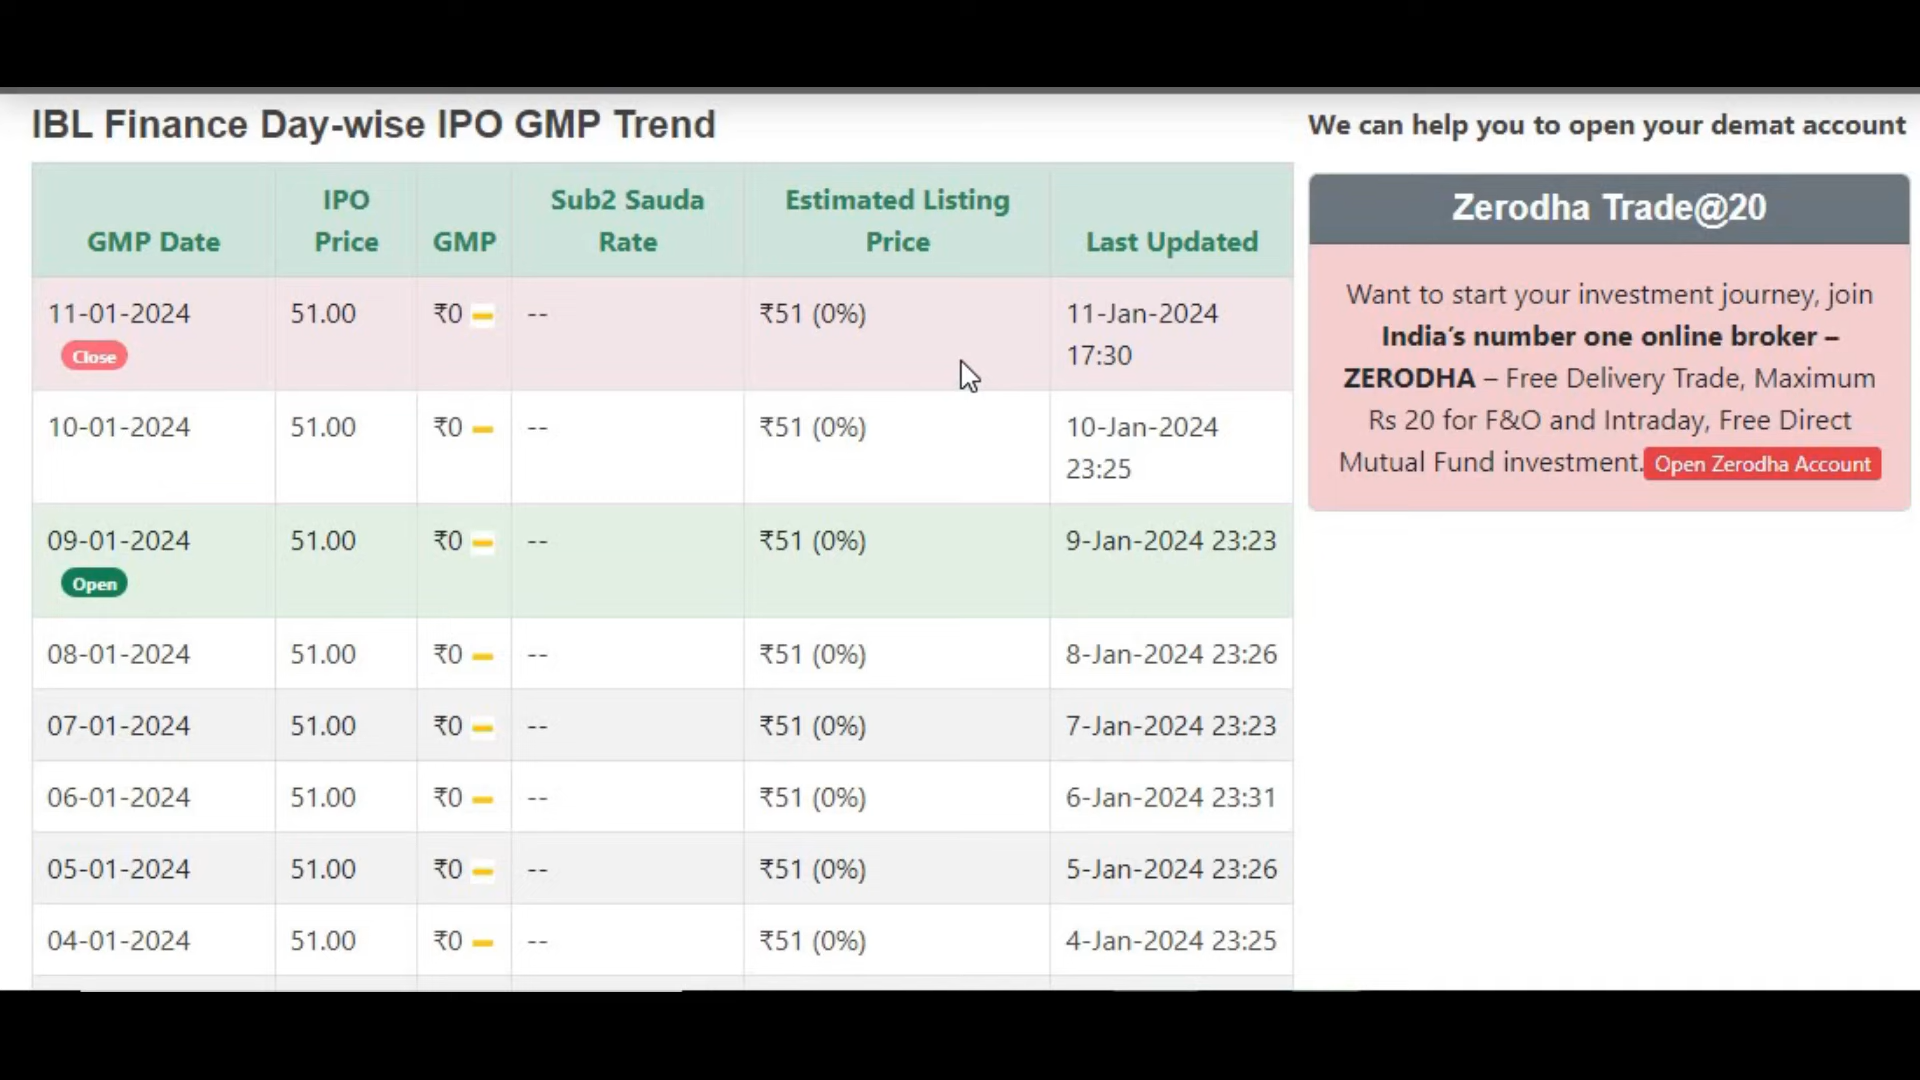 IBL Finance Day-wise IPO GMP Trend
GMP Date IPO Price GMP Sub2 Sauda Rate Estimated Listing Price Last Updated
11-01-2024 Close 51.00 ₹0 -- ₹51 (0%) 11-Jan-2024 17:30
10-01-2024 51.00 ₹0 -- ₹51 (0%) 10-Jan-2024 23:25
09-01-2024 Open 51.00 ₹0 -- ₹51 (0%) 9-Jan-2024 23:23
08-01-2024 51.00 ₹0 -- ₹51 (0%) 8-Jan-2024 23:26
07-01-2024 51.00 ₹0 -- ₹51 (0%) 7-Jan-2024 23:23
06-01-2024 51.00 ₹0 -- ₹51 (0%) 6-Jan-2024 23:31
05-01-2024 51.00 ₹0 -- ₹51 (0%) 5-Jan-2024 23:26
04-01-2024 51.00 ₹0 -- ₹51 (0%) 4-Jan-2024 23:25
We can help you to open your demat account
Zerodha Trade@20
Want to start your investment journey, join
India’s number one online broker –
ZERODHA – Free Delivery Trade, Maximum
Rs 20 for F&O and Intraday, Free Direct
Mutual Fund investment. Open Zerodha Account